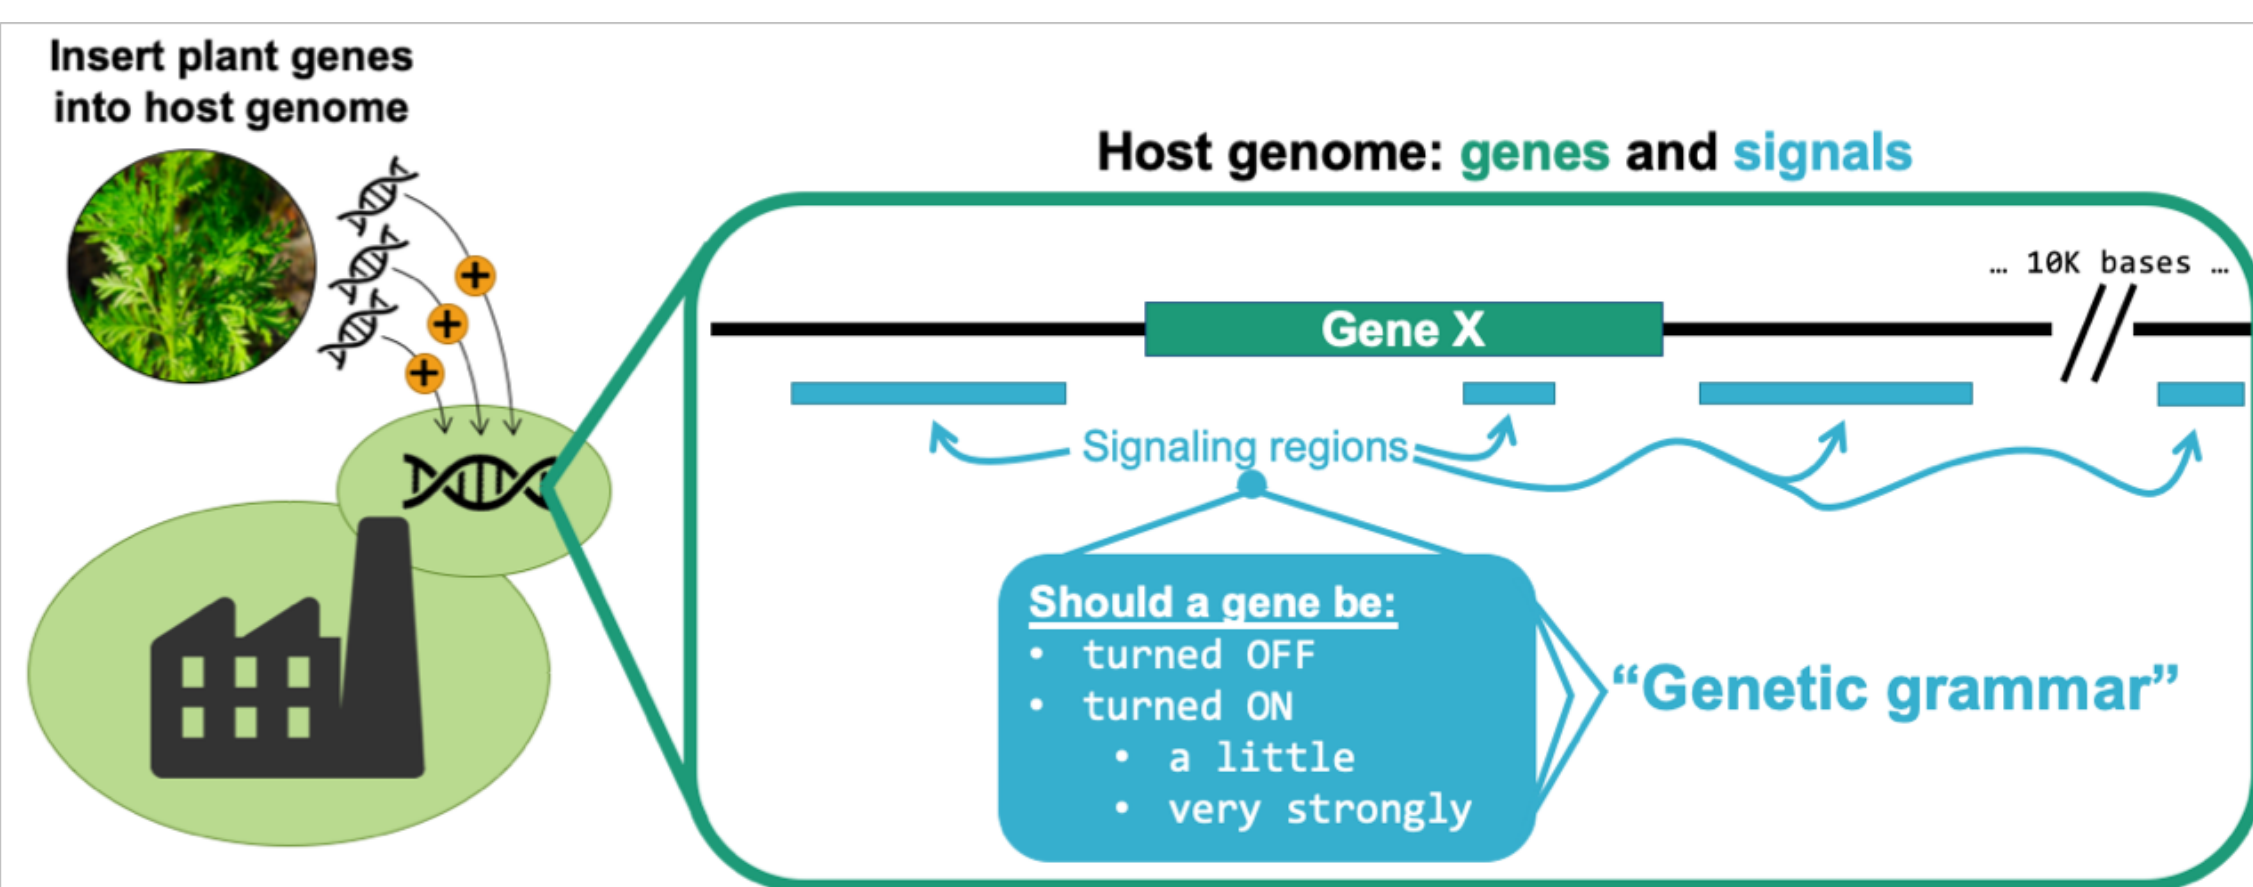 Insert plant genes
into host genome
Host genome: genes and signals
… 10K bases …
Gene X
Signaling regions
Should a gene be:
• turned OFF
• turned ON
• a little
• very strongly
“Genetic grammar”